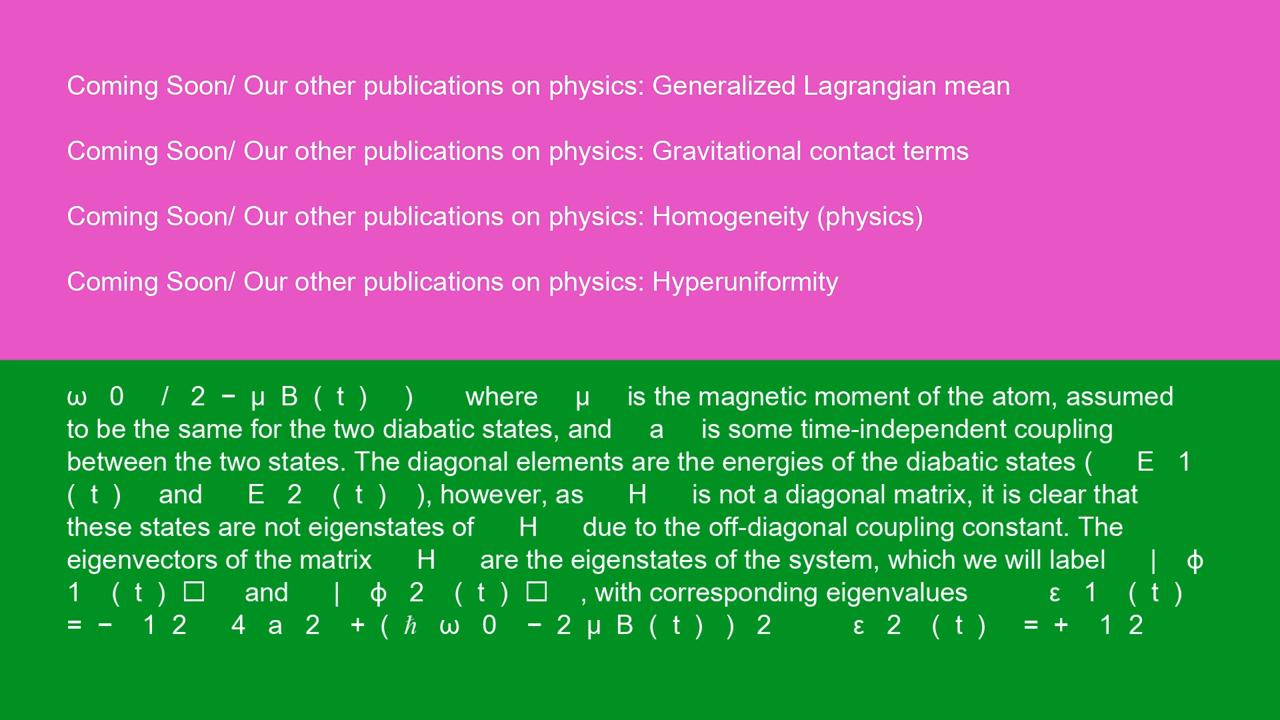 Coming Soon/ Our other publications on physics: Generalized Lagrangian mean
Coming Soon/ Our other publications on physics: Gravitational contact terms
Coming Soon/ Our other publications on physics: Homogeneity (physics)
Coming Soon/ Our other publications on physics: Hyperuniformity
ω 0 / 2 − μ B ( t ) ) where μ is the magnetic moment of the atom, assumed
to be the same for the two diabatic states, and a is some time-independent coupling
between the two states. The diagonal elements are the energies of the diabatic states ( E 1
( t ) and E 2 ( t ) ), however, as H is not a diagonal matrix, it is clear that
these states are not eigenstates of H due to the off-diagonal coupling constant. The
eigenvectors of the matrix H are the eigenstates of the system, which we will label | ϕ
1 ( t ) □ and | ϕ 2 ( t ) □ , with corresponding eigenvalues ε 1 ( t )
= − 1 2 4 a 2 + ( ℏ ω 0 − 2 μ B ( t ) ) 2 ε 2 ( t ) = + 1 2